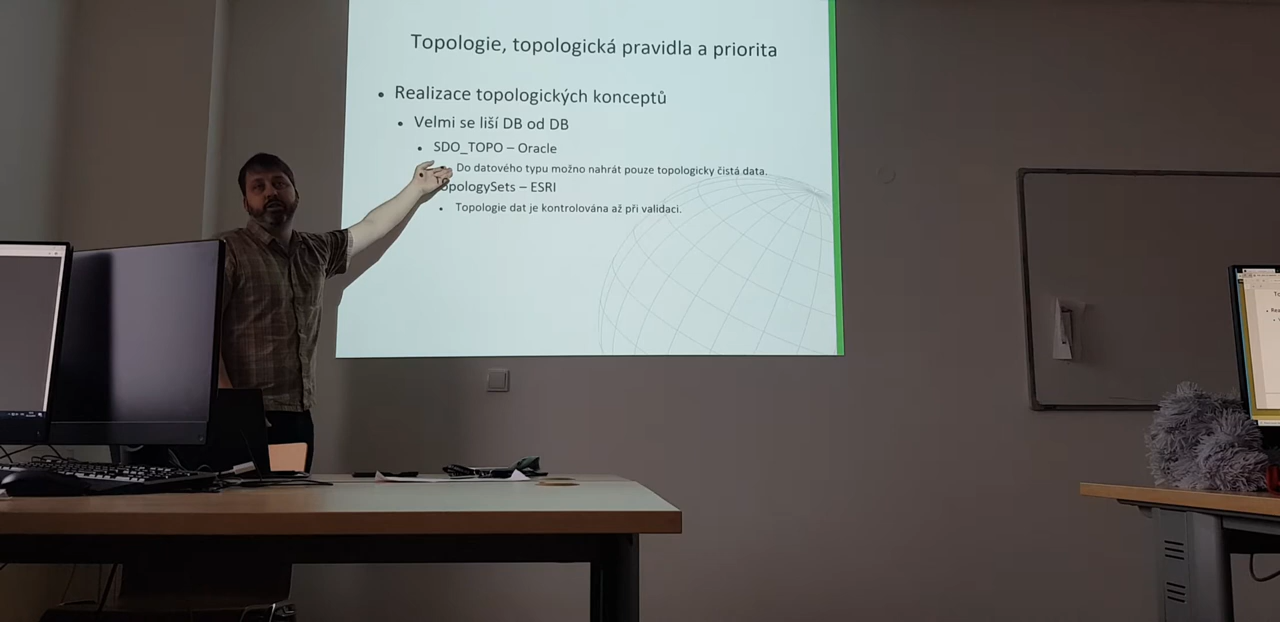 Topologie, topologická pravidla a priorita
• Realizace topologických konceptů
• Velmi se liší DB od DB
• SDO_TOPO – Oracle
• Do datového typu možno nahrát pouze topologicky čistá data.
TopologySets – ESRI
• Topologie dat je kontrolována až při validaci.